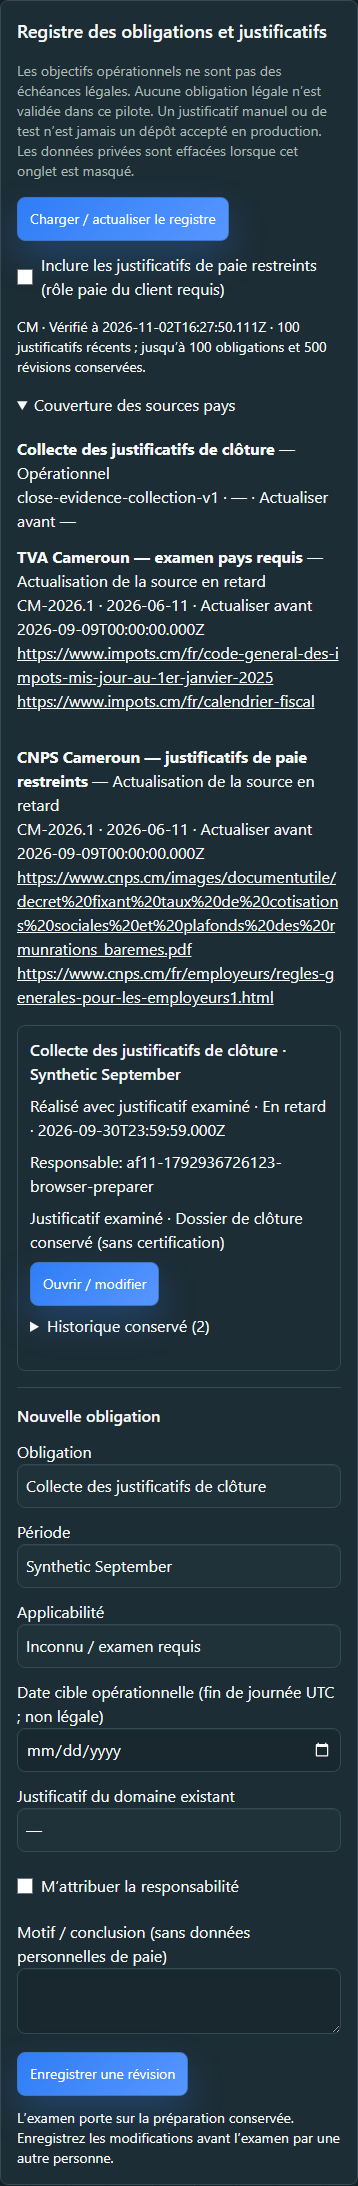 Registre des obligations et justificatifs
Les objectifs opérationnels ne sont pas des
échéances légales. Aucune obligation légale n’est
validée dans ce pilote. Un justificatif manuel ou de
test n’est jamais un dépôt accepté en production.
Les données privées sont effacées lorsque cet
onglet est masqué.
Charger / actualiser le registre
Inclure les justificatifs de paie restreints
(rôle paie du client requis)
CM · Vérifié à 2026-11-02T16:27:50.111Z · 100
justificatifs récents ; jusqu’à 100 obligations et 500
révisions conservées.
▼ Couverture des sources pays
Collecte des justificatifs de clôture —
Opérationnel
close-evidence-collection-v1 · — · Actualiser
avant —
TVA Cameroun — examen pays requis —
Actualisation de la source en retard
CM-2026.1 · 2026-06-11 · Actualiser avant
2026-09-09T00:00:00.000Z
https://www.impots.cm/fr/code-general-des-i
mpots-mis-jour-au-1er-janvier-2025
https://www.impots.cm/fr/calendrier-fiscal
CNPS Cameroun — justificatifs de paie
restreints — Actualisation de la source en
retard
CM-2026.1 · 2026-06-11 · Actualiser avant
2026-09-09T00:00:00.000Z
https://www.cnps.cm/images/documentutile/
decret%20fixant%20taux%20de%20cotisation
s%20sociales%20et%20plafonds%20des%20r
munrations_baremes.pdf
https://www.cnps.cm/fr/employeurs/regles-g
enerales-pour-les-employeurs1.html
Collecte des justificatifs de clôture ·
Synthetic September
Réalisé avec justificatif examiné · En retard
· 2026-09-30T23:59:59.000Z
Responsable: af11-1792936726123-
browser-preparer
Justificatif examiné · Dossier de clôture
conservé (sans certification)
Ouvrir / modifier
▶ Historique conservé (2)
Nouvelle obligation
Obligation
Collecte des justificatifs de clôture
Période
Synthetic September
Applicabilité
Inconnu / examen requis
Date cible opérationnelle (fin de journée UTC
; non légale)
mm/dd/yyyy
Justificatif du domaine existant
—
M’attribuer la responsabilité
Motif / conclusion (sans données
personnelles de paie)
Enregistrer une révision
L’examen porte sur la préparation conservée.
Enregistrez les modifications avant l’examen par une
autre personne.